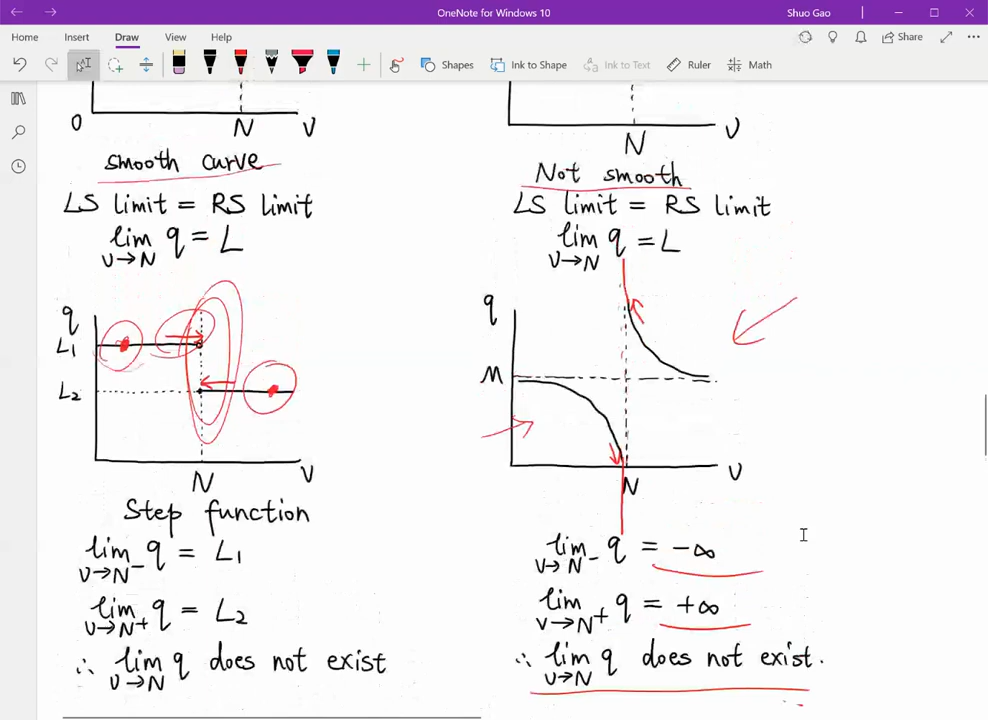 OneNote for Windows 10
Shuo Gao
Home Insert Draw View Help
Share
Shapes Ink to Shape Ink to Text Ruler Math
0 N V
N V
Smooth curve
LS limit = RS limit
lim q = L
V→N
Not smooth
LS limit = RS limit
lim q = L
V→N
q
L1
L2
N V
Step function
lim q = L1
V→N-
lim q = L2
V→N+
∴ lim q does not exist
V→N
q
M
N V
lim q = -∞
V→N-
lim q = +∞
V→N+
∴ lim q does not exist.
V→N